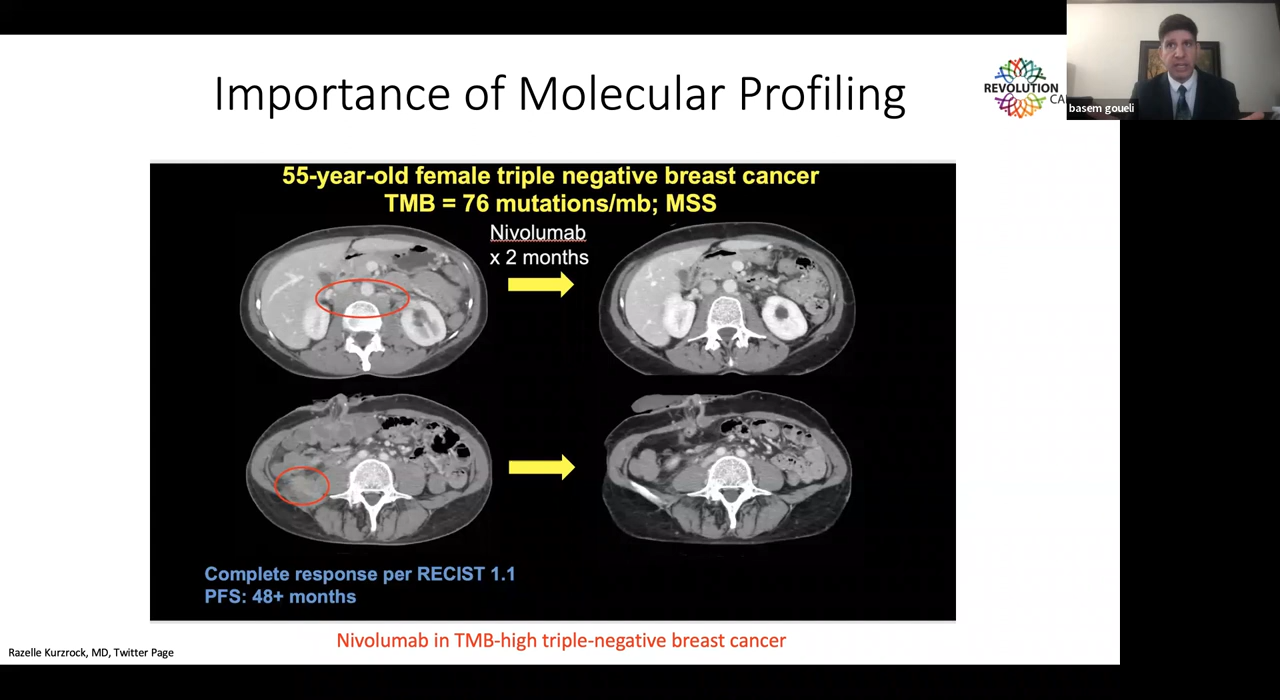 Importance of Molecular Profiling
REVOLUTION
CA
basem goueli
55-year-old female triple negative breast cancer
TMB = 76 mutations/mb; MSS
Nivolumab
x 2 months
Complete response per RECIST 1.1
PFS: 48+ months
Nivolumab in TMB-high triple-negative breast cancer
Razelle Kurzrock, MD, Twitter Page